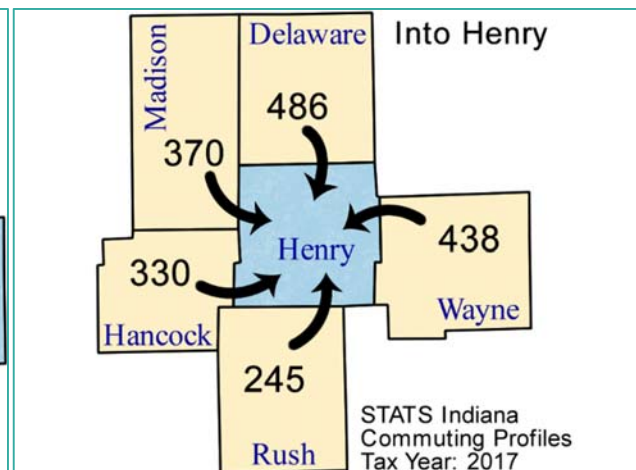 Into Henry
Madison
Delaware
370
486
Henry
438
Wayne
330
Hancock
245
Rush
STATS Indiana
Commuting Profiles
Tax Year: 2017